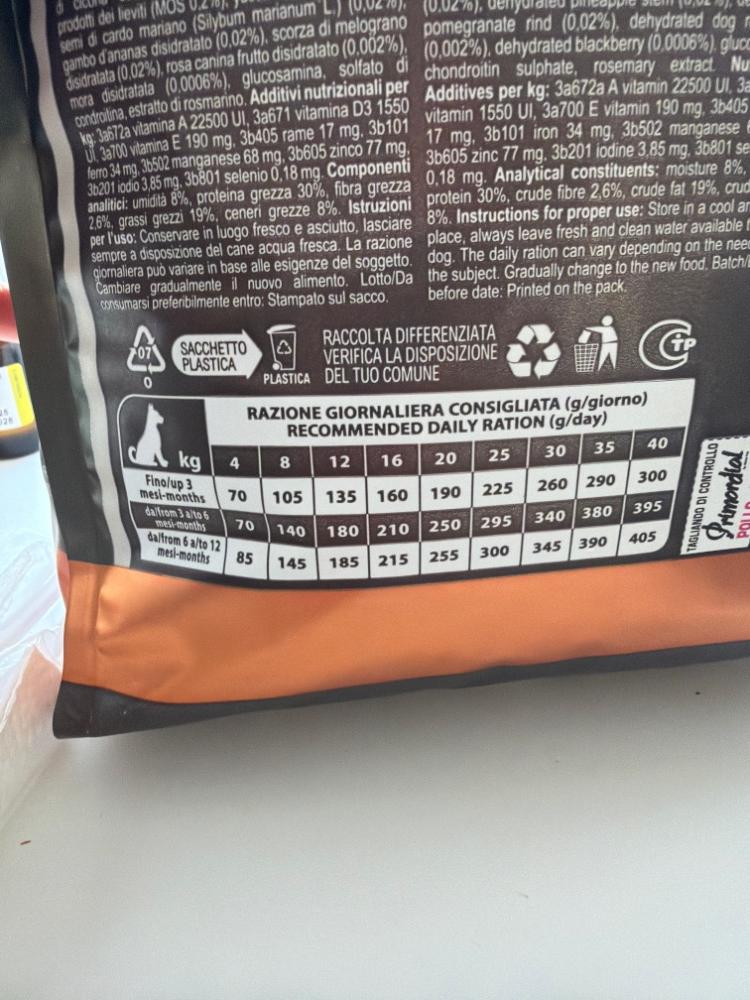 prodotti dei lieviti (MOS
semi di cardo mariano (Silybum marianum L.) (0,02%),
gambo d'ananas disidratato (0,02%), scorza di melograno
disidratata (0,02%), rosa canina frutto disidratato (0,002%),
mora disidratata (0,0006%), glucosamina, solfato di
condroitina, estratto di rosmarino. Additivi nutrizionali per
kg: 3a672a vitamina A 22500 UI, 3a671 vitamina D3 1550
UI, 3a700 vitamina E 190 mg, 3b405 rame 17 mg, 3b101
ferro 34 mg, 3b502 manganese 68 mg, 3b605 zinco 77 mg,
3b201 iodio 3,85 mg, 3b801 selenio 0,18 mg. Componenti
analitici: umidità 8%, proteina grezza 30%, fibra grezza
2,6%, grassi grezzi 19%, ceneri grezze 8%. Istruzioni
per l'uso: Conservare in luogo fresco e asciutto, lasciare
sempre a disposizione del cane acqua fresca. La razione
giornaliera può variare in base alle esigenze del soggetto.
Cambiare gradualmente il nuovo alimento. Lotto/Da
consumarsi preferibilmente entro: Stampato sul sacco.
(0,02%), dehydrated pineapple stem
pomegranate rind (0,02%), dehydrated dog
(0,002%), dehydrated blackberry (0,0006%),
chondroitin sulphate, rosemary extract.
Additives per kg: 3a672a A vitamin 22500 UI,
vitamin 1550 UI, 3a700 E vitamin 190 mg, 3b405
17 mg, 3b101 iron 34 mg, 3b502 manganese
3b605 zinc 77 mg, 3b201 iodine 3,85 mg, 3b801
0,18 mg. Analytical constituents: moisture 8%,
protein 30%, crude fibre 2,6%, crude fat 19%,
8%. Instructions for proper use: Store in a cool
place, always leave fresh and clean water available
dog. The daily ration can vary depending on the
the subject. Gradually change to the new food.
before date: Printed on the pack.
07
O
SACCHETTO
PLASTICA
PLASTICA
RACCOLTA DIFFERENZIATA
VERIFICA LA DISPOSIZIONE
DEL TUO COMUNE
TP
RAZIONE GIORNALIERA CONSIGLIATA (g/giorno)
RECOMMENDED DAILY RATION (g/day)
kg 4 8 12 16 20 25 30 35 40
Fino/up 3 mesi-months 70 105 135 160 190 225 260 290 300
dal/from 3 al/to 6 mesi-months 70 140 180 210 250 295 340 380 395
dal/from 6 a/to 12 mesi-months 85 145 185 215 255 300 345 390 405
TAGLIANDO DI CONTROLLO
Primordial
POLLO